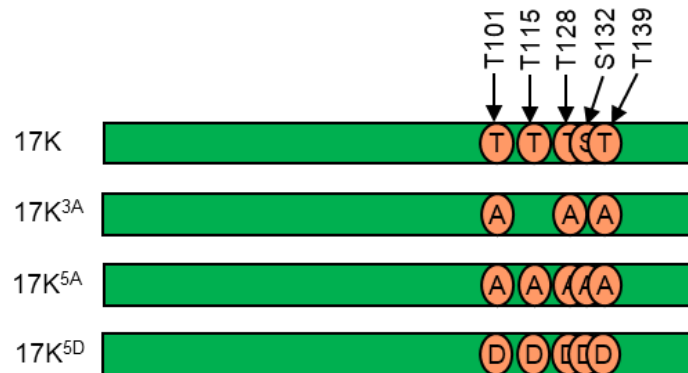 T101 T115 T128 S132 T139
17K T T T S T
17K3A A A A
17K5A A A A A A
17K5D D D D D D